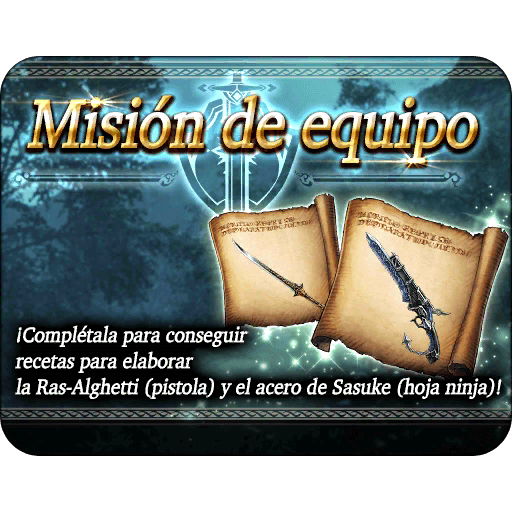 Misión de equipo
¡Complétala para conseguir
recetas para elaborar
la Ras-Alghetti (pistola) y el acero de Sasuke (hoja ninja)!